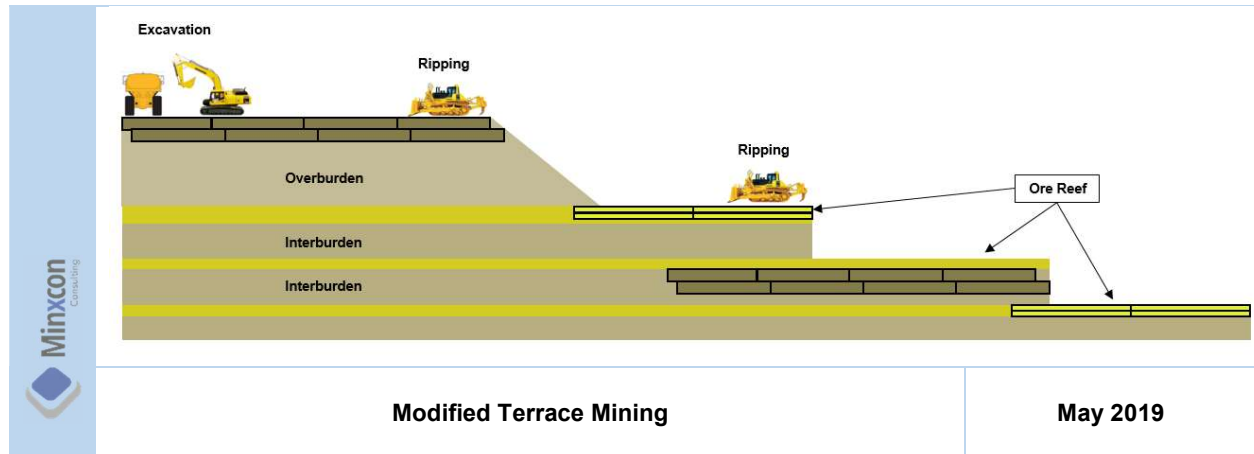 Excavation
Ripping
Ripping
Overburden
Ore Reef
Interburden
Interburden
Minxcon
Consulting
Modified Terrace Mining
May 2019